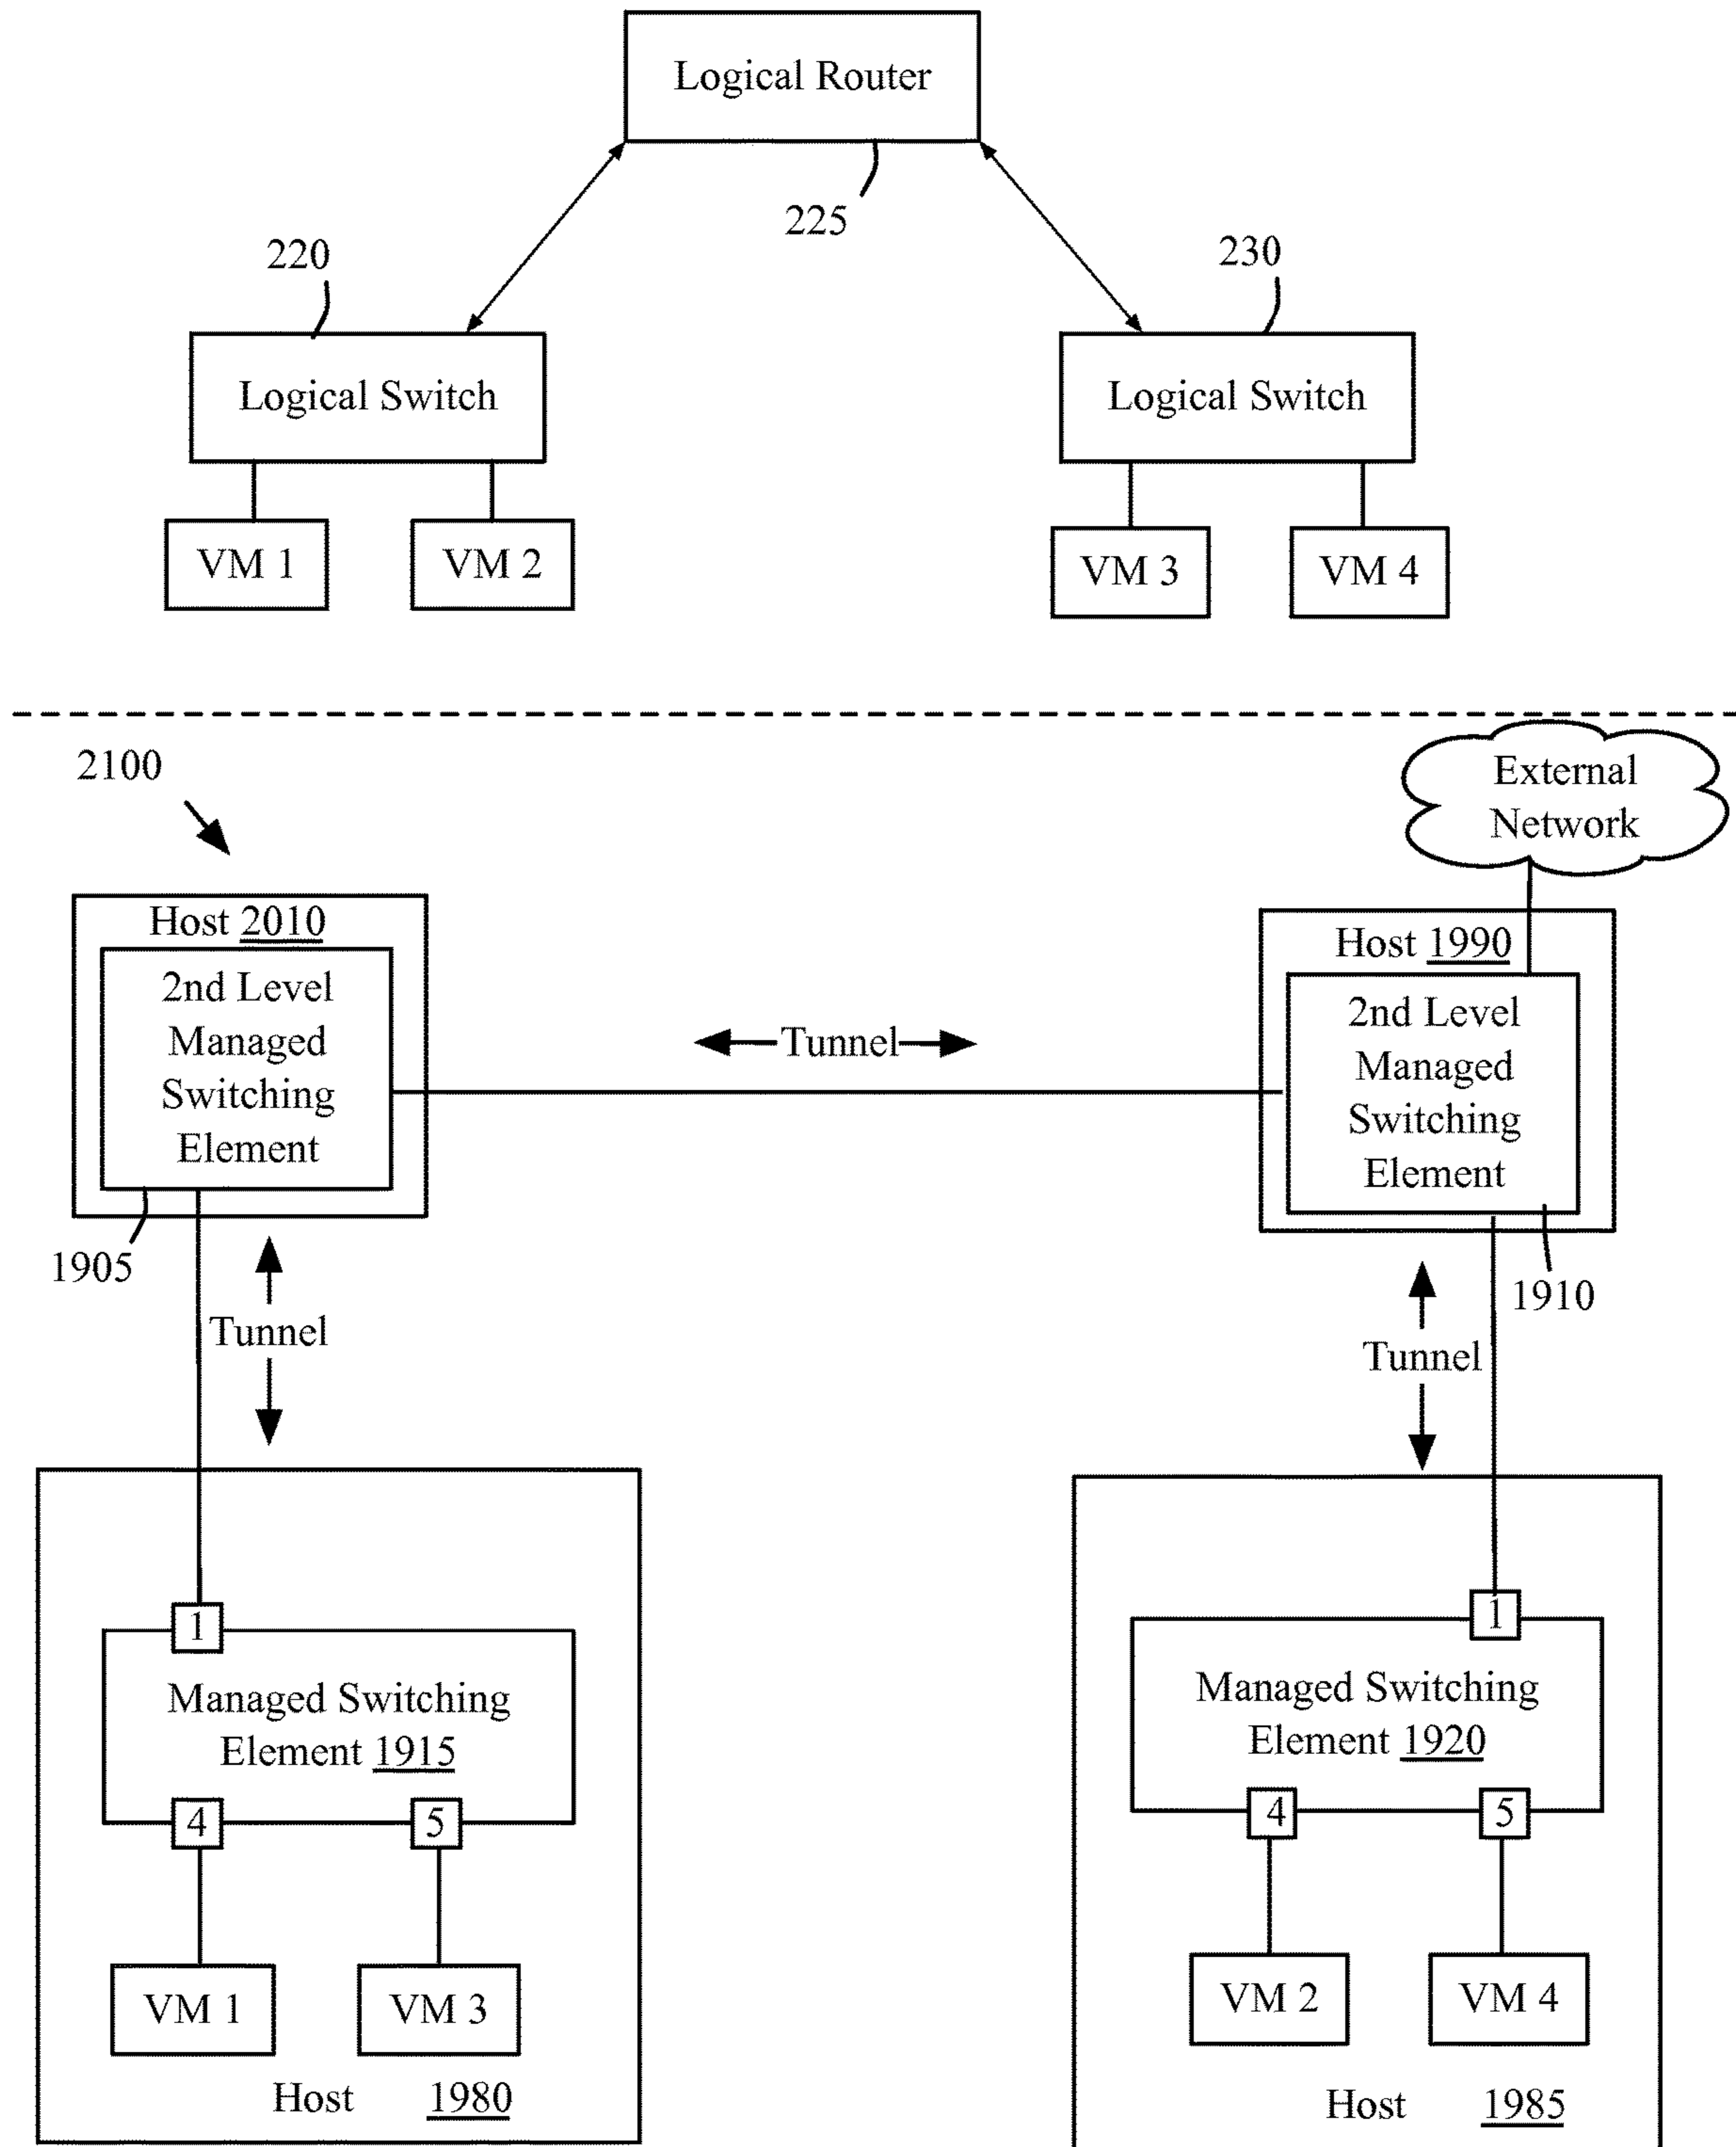 Logical Router
225
220
230
Logical Switch
Logical Switch
VM 1
VM 2
VM 3
VM 4
2100
External
Network
Host 2010
2nd Level
Managed
Switching
Element
1905
Host 1990
2nd Level
Managed
Switching
Element
1910
Tunnel
Tunnel
Tunnel
1
Managed Switching
Element 1915
4
5
VM 1
VM 3
Host 1980
1
Managed Switching
Element 1920
4
5
VM 2
VM 4
Host 1985